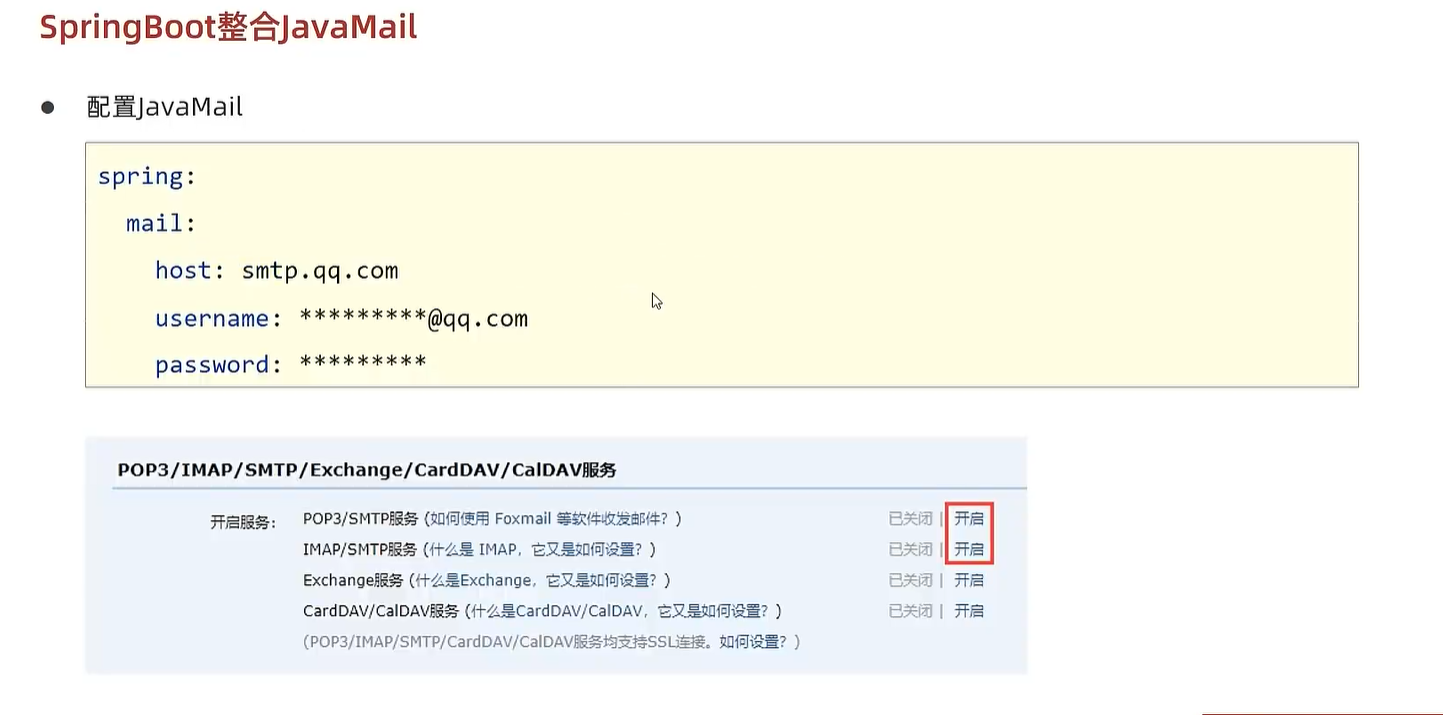 SpringBoot整合JavaMail
● 配置JavaMail
spring:
mail:
host: smtp.qq.com
username: *********@qq.com
password: *********
POP3/IMAP/SMTP/Exchange/CardDAV/CalDAV服务
开启服务: POP3/SMTP服务 (如何使用 Foxmail 等软件收发邮件? ) 已关闭 | 开启
IMAP/SMTP服务 (什么是 IMAP，它又是如何设置? ) 已关闭 | 开启
Exchange服务 (什么是Exchange，它又是如何设置? ) 已关闭 | 开启
CardDAV/CalDAV服务 (什么是CardDAV/CalDAV，它又是如何设置? ) 已关闭 | 开启
(POP3/IMAP/SMTP/CardDAV/CalDAV服务均支持SSL连接。如何设置? )